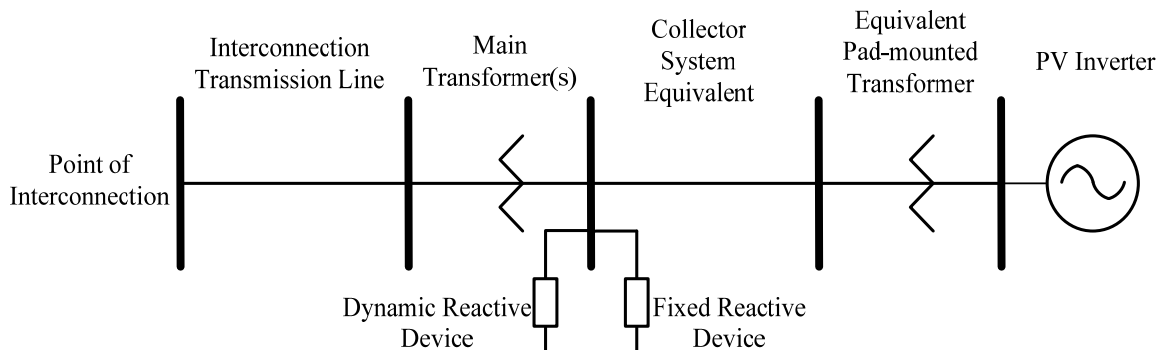 Interconnection
Transmission Line
Main
Transformer(s)
Collector
System
Equivalent
Equivalent
Pad-mounted
Transformer
PV Inverter
Point of
Interconnection
Dynamic Reactive
Device
Fixed Reactive
Device